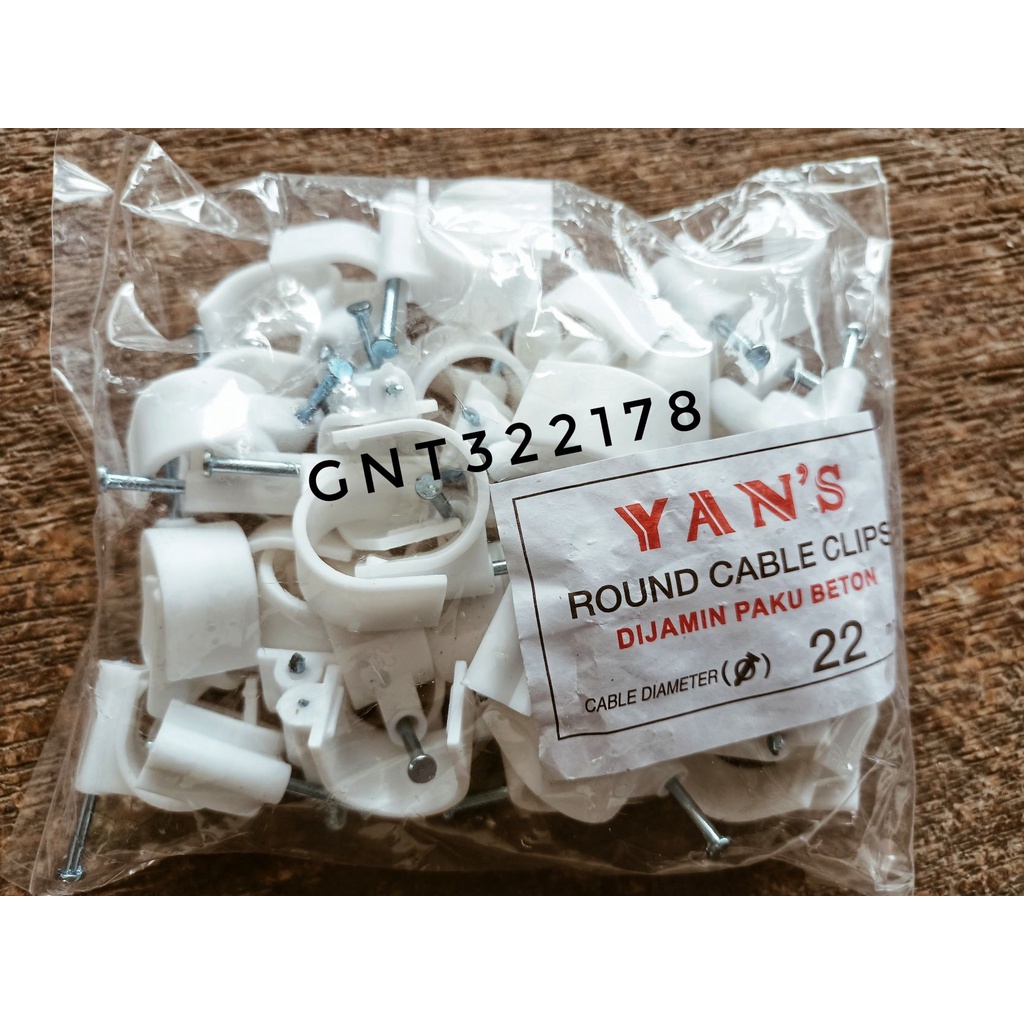 GNT322178
YAN'S
ROUND CABLE CLIPS
DIJAMIN PAKU BETON
CABLE DIAMETER (Ø) 22